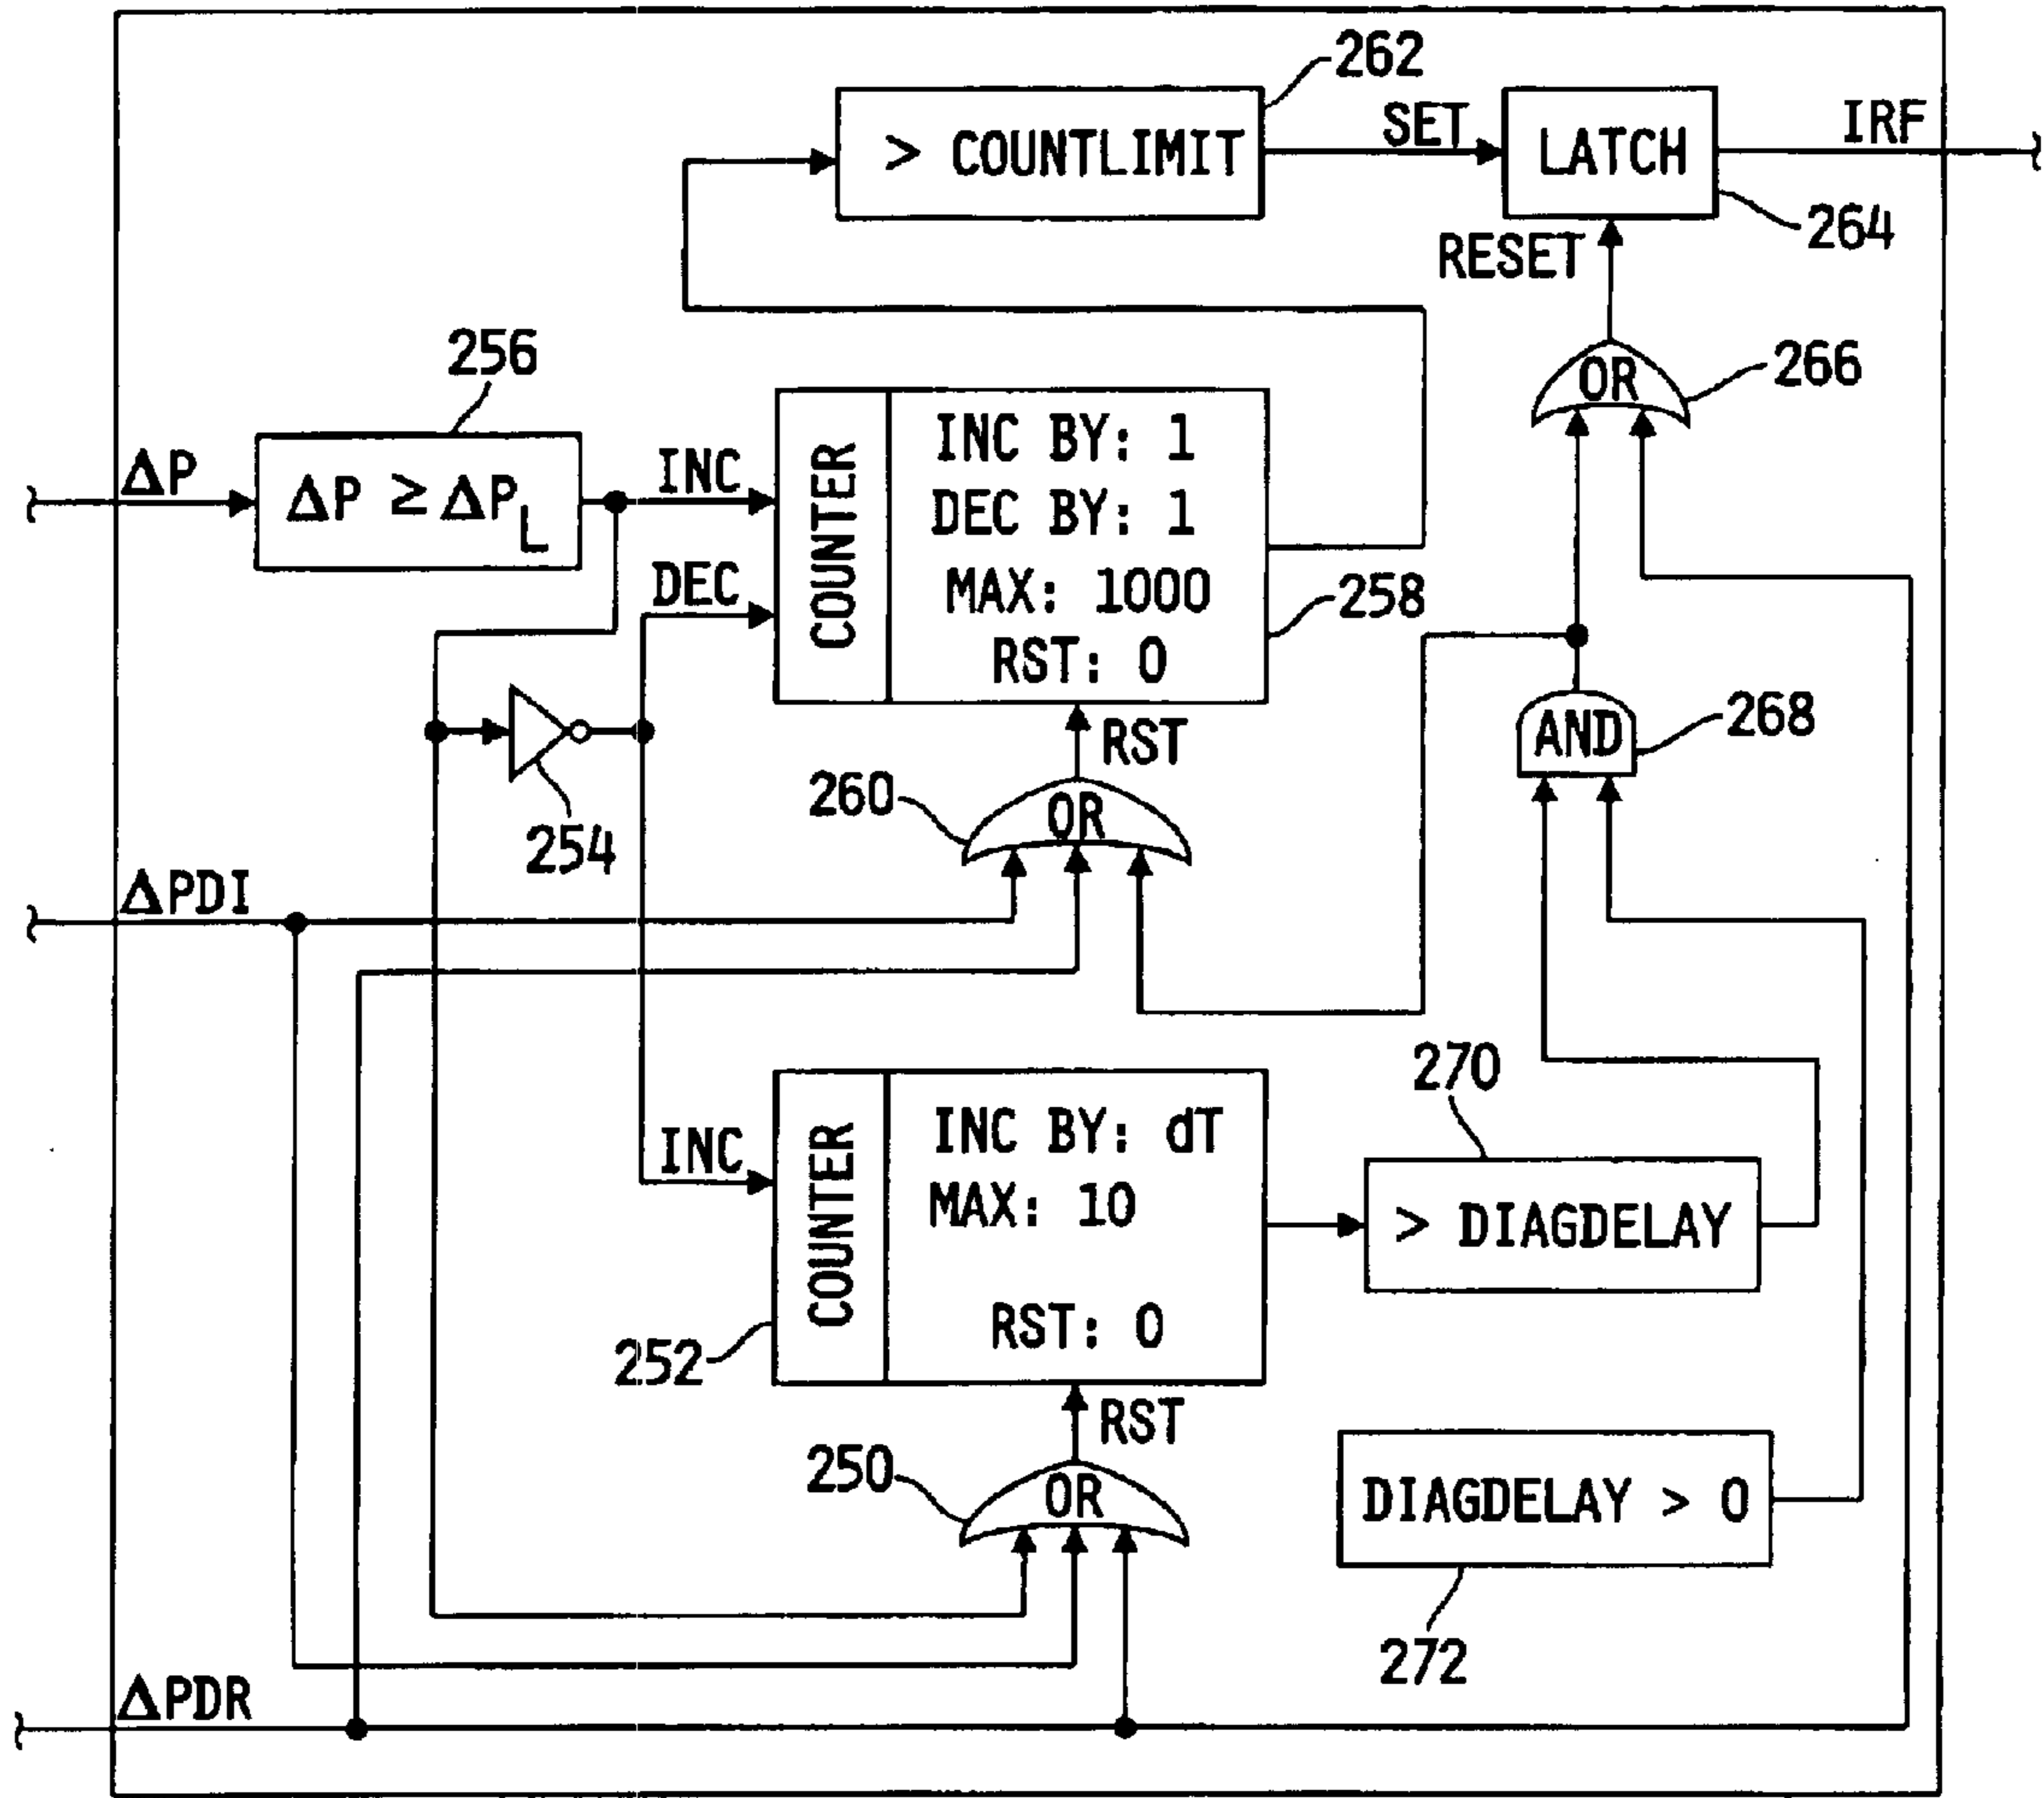 262
> COUNTLIMIT
SET
LATCH
IRF
264
RESET
256
OR
266
ΔP
ΔP ≥ ΔP_L
INC
DEC
COUNTER
INC BY: 1
DEC BY: 1
MAX: 1000
RST: 0
258
254
RST
260
OR
AND
268
ΔPDI
INC
COUNTER
INC BY: dT
MAX: 10
RST: 0
252
270
> DIAGDELAY
RST
250
OR
DIAGDELAY > 0
272
ΔPDR